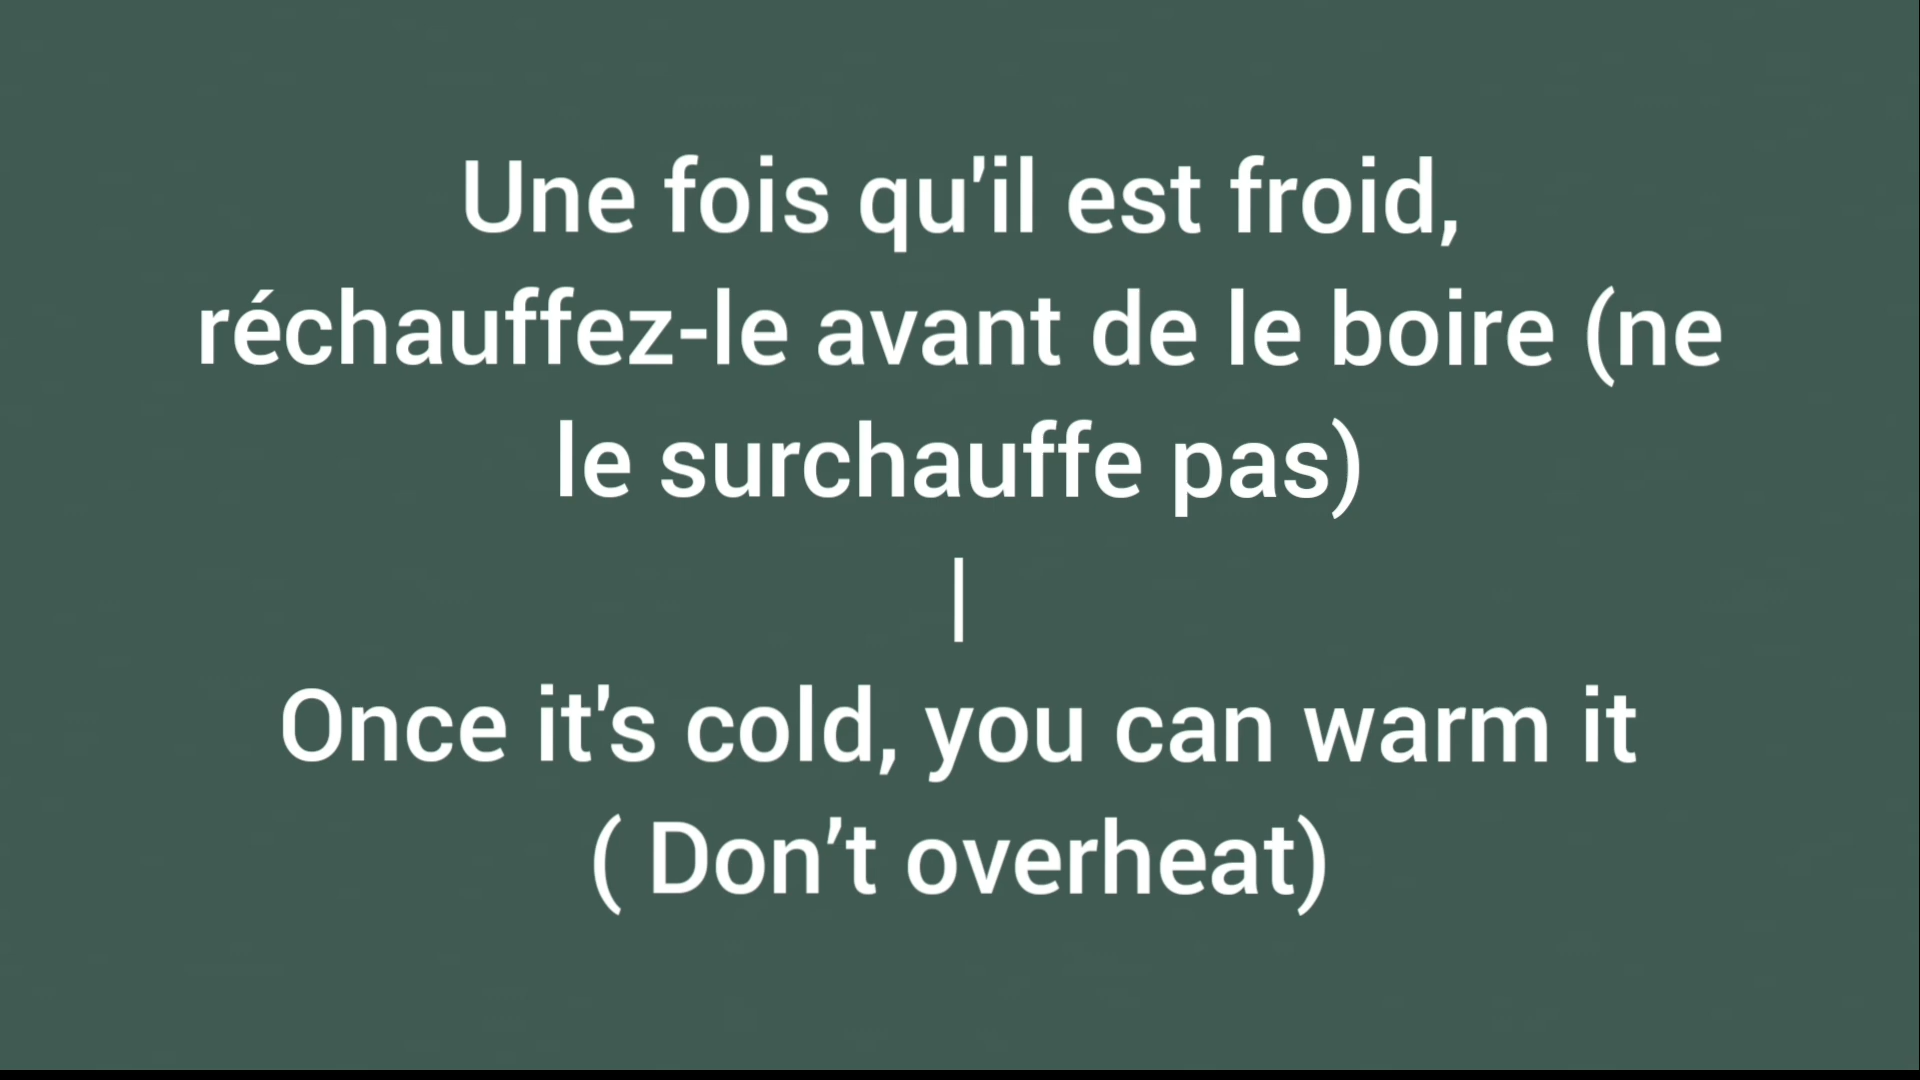 Une fois qu'il est froid,
réchauffez-le avant de le boire (ne
le surchauffe pas)
|
Once it's cold, you can warm it
( Don’t overheat)